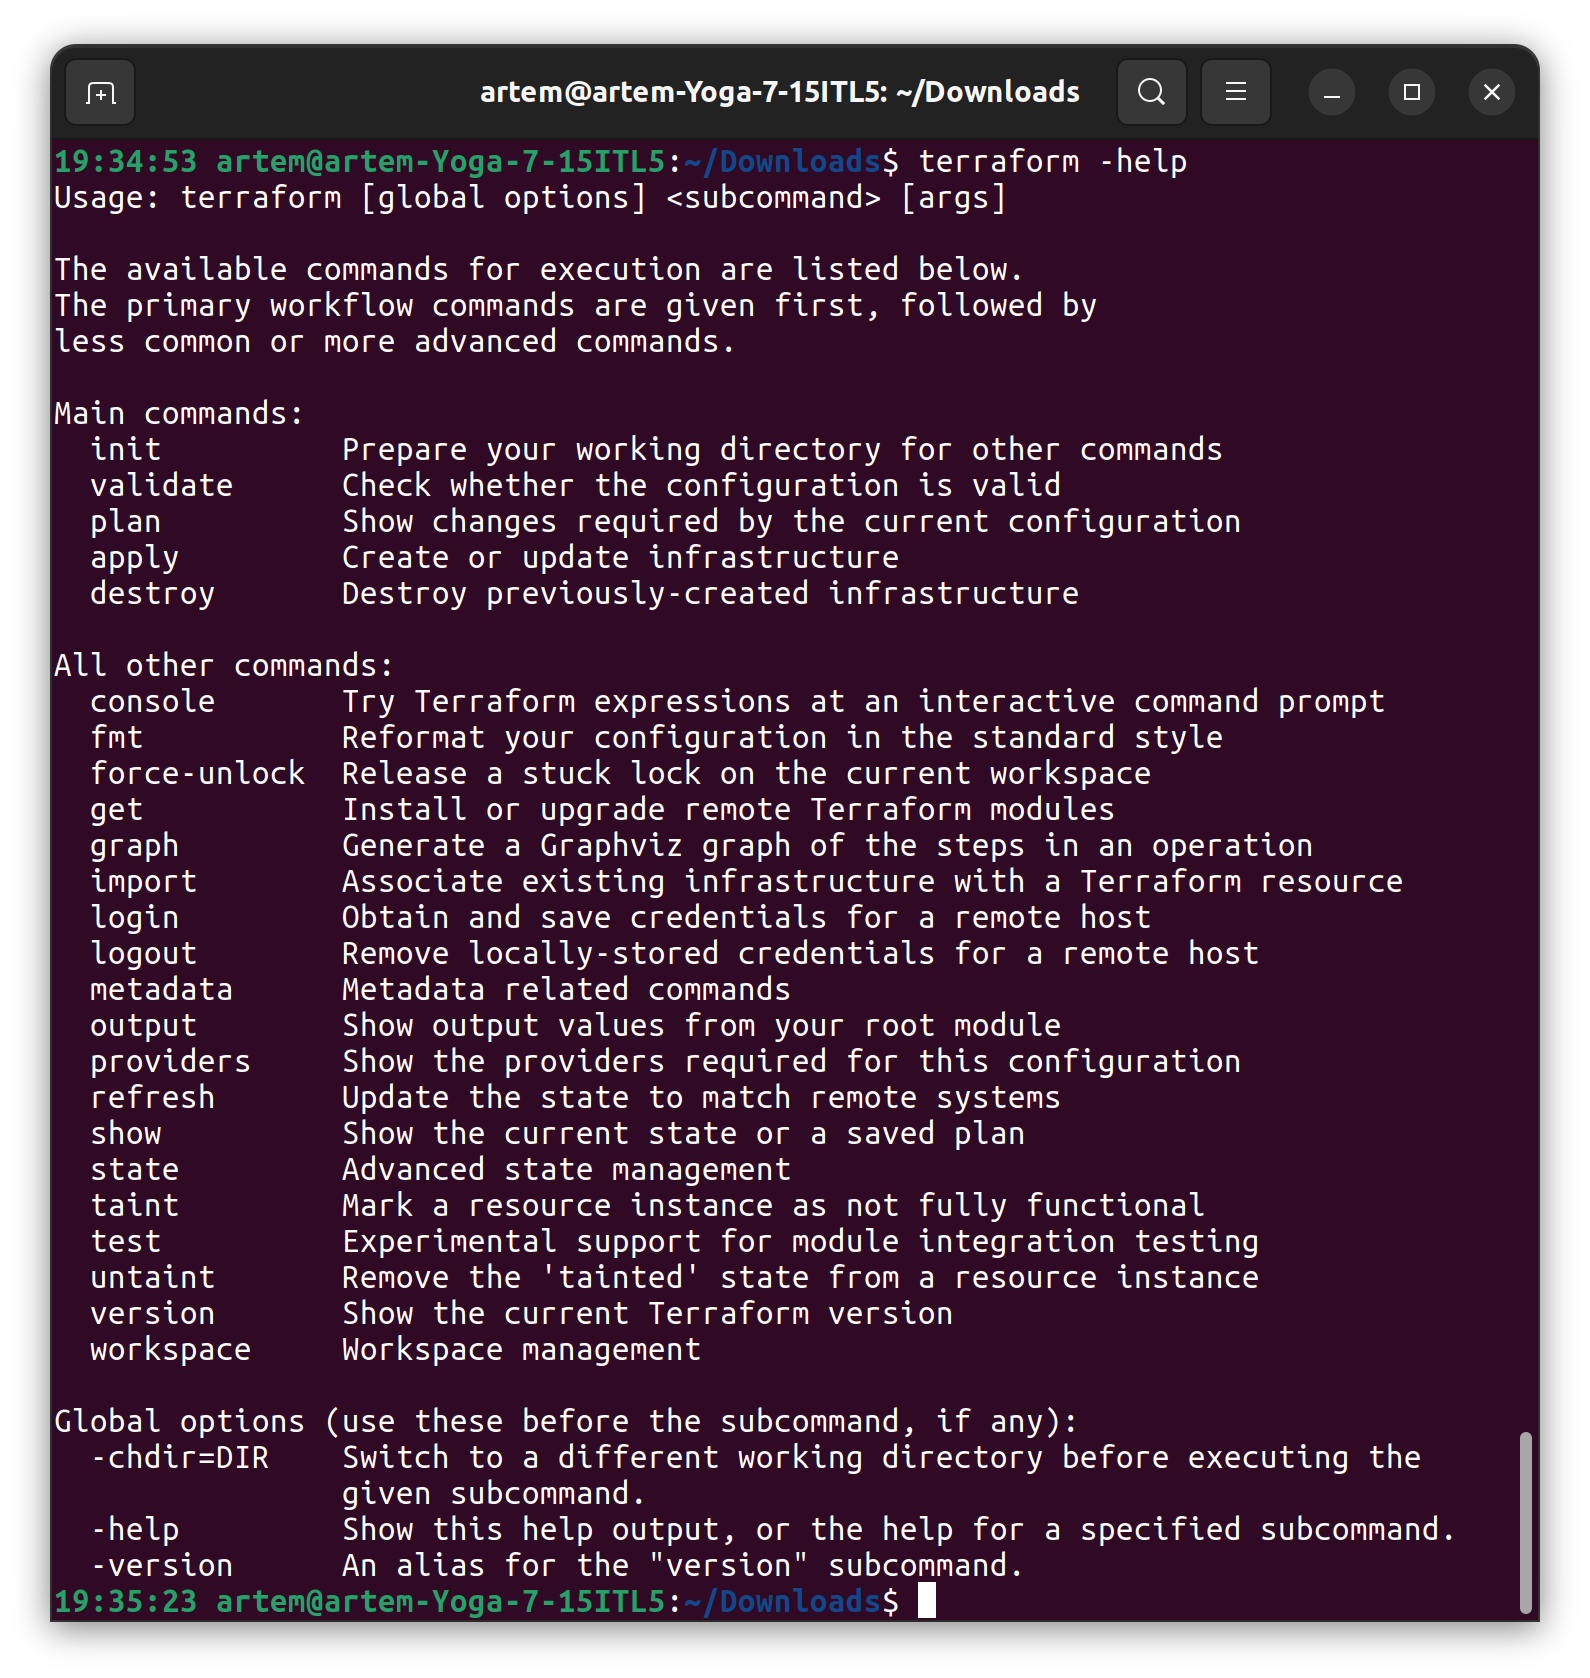 artem@artem-Yoga-7-15ITL5: ~/Downloads
19:34:53 artem@artem-Yoga-7-15ITL5:~/Downloads$ terraform -help
Usage: terraform [global options] <subcommand> [args]

The available commands for execution are listed below.
The primary workflow commands are given first, followed by
less common or more advanced commands.

Main commands:
  init          Prepare your working directory for other commands
  validate      Check whether the configuration is valid
  plan          Show changes required by the current configuration
  apply         Create or update infrastructure
  destroy       Destroy previously-created infrastructure

All other commands:
  console       Try Terraform expressions at an interactive command prompt
  fmt           Reformat your configuration in the standard style
  force-unlock  Release a stuck lock on the current workspace
  get           Install or upgrade remote Terraform modules
  graph         Generate a Graphviz graph of the steps in an operation
  import        Associate existing infrastructure with a Terraform resource
  login         Obtain and save credentials for a remote host
  logout        Remove locally-stored credentials for a remote host
  metadata      Metadata related commands
  output        Show output values from your root module
  providers     Show the providers required for this configuration
  refresh       Update the state to match remote systems
  show          Show the current state or a saved plan
  state         Advanced state management
  taint         Mark a resource instance as not fully functional
  test          Experimental support for module integration testing
  untaint       Remove the 'tainted' state from a resource instance
  version       Show the current Terraform version
  workspace     Workspace management

Global options (use these before the subcommand, if any):
  -chdir=DIR    Switch to a different working directory before executing the
                given subcommand.
  -help         Show this help output, or the help for a specified subcommand.
  -version      An alias for the "version" subcommand.
19:35:23 artem@artem-Yoga-7-15ITL5:~/Downloads$